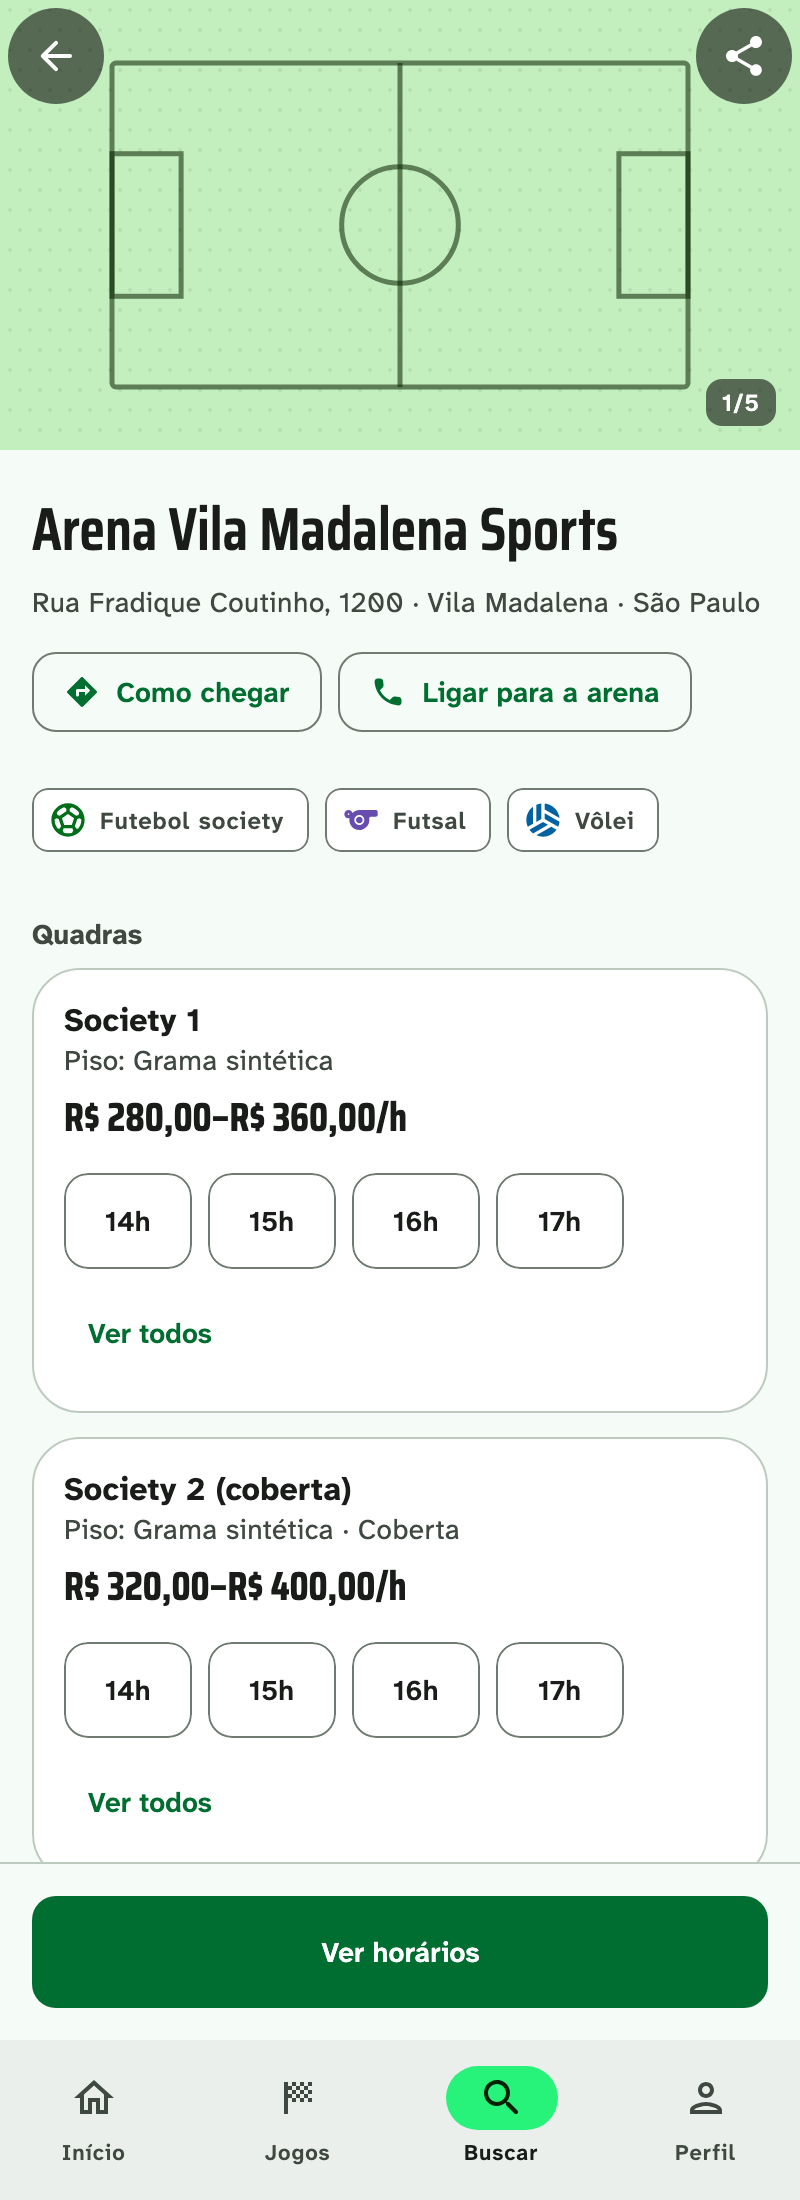 1/5
Arena Vila Madalena Sports
Rua Fradique Coutinho, 1200 · Vila Madalena · São Paulo
Como chegar
Ligar para a arena
Futebol society
Futsal
Vôlei
Quadras
Society 1
Piso: Grama sintética
R$ 280,00–R$ 360,00/h
14h
15h
16h
17h
Ver todos
Society 2 (coberta)
Piso: Grama sintética · Coberta
R$ 320,00–R$ 400,00/h
14h
15h
16h
17h
Ver todos
Ver horários
Início
Jogos
Buscar
Perfil